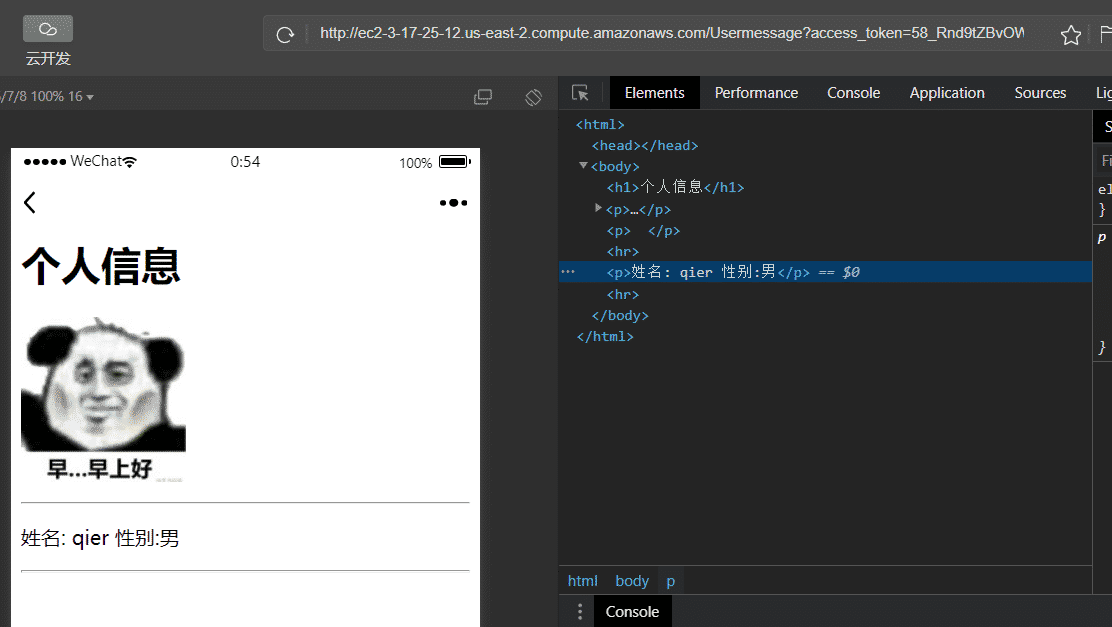 http://ec2-3-17-25-12.us-east-2.compute.amazonaws.com/Usermessage?access_token=58_Rnd9tZBvOW
云开发
/7/8 100% 16
Elements Performance Console Application Sources Lig
WeChat 0:54 100%
个人信息
早...早上好
姓名: qier 性别:男
<html>
<head></head>
<body>
<h1>个人信息</h1>
<p>…</p>
<p> </p>
<hr>
<p>姓名: qier 性别:男</p> == $0
<hr>
</body>
</html>
S
Fi
el
}
p
}
html body p
Console